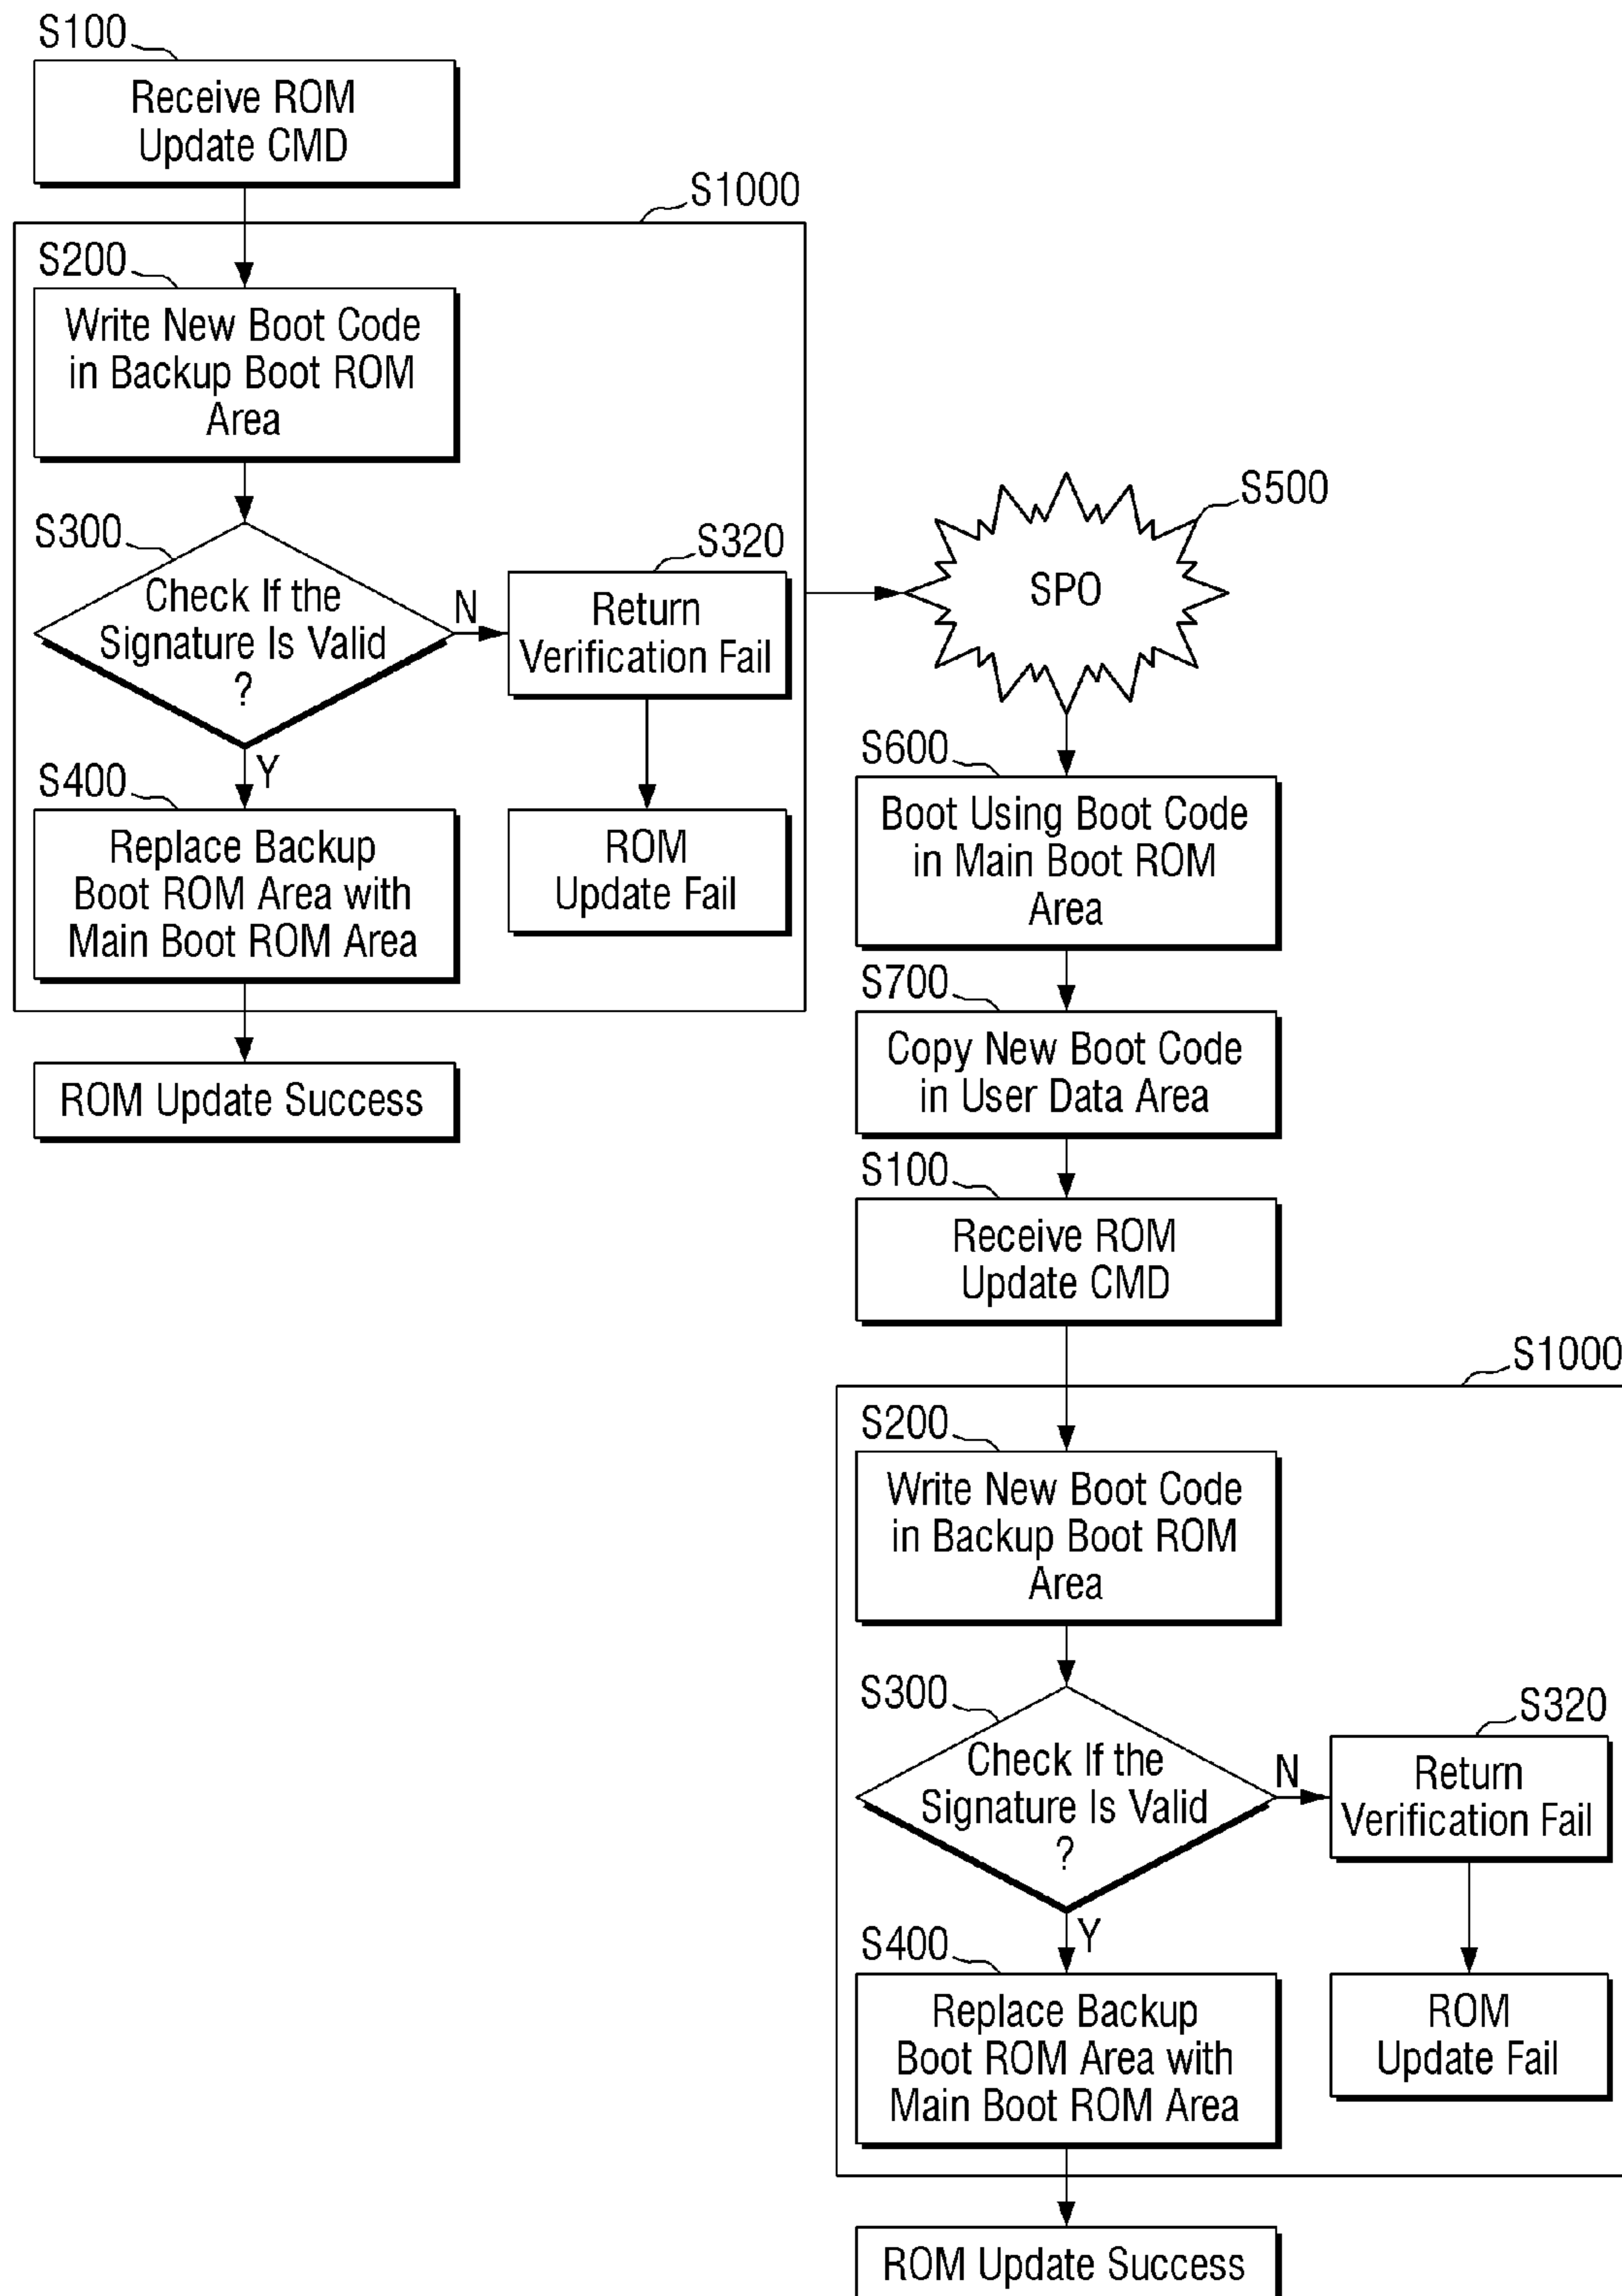 S100
Receive ROM
Update CMD
S1000
S200
Write New Boot Code
in Backup Boot ROM
Area
S300
Check If the
Signature Is Valid
?
N
S320
Return
Verification Fail
Y
S400
Replace Backup
Boot ROM Area with
Main Boot ROM Area
ROM
Update Fail
ROM Update Success
S500
SPO
S600
Boot Using Boot Code
in Main Boot ROM
Area
S700
Copy New Boot Code
in User Data Area
S100
Receive ROM
Update CMD
S1000
S200
Write New Boot Code
in Backup Boot ROM
Area
S300
Check If the
Signature Is Valid
?
N
S320
Return
Verification Fail
Y
S400
Replace Backup
Boot ROM Area with
Main Boot ROM Area
ROM
Update Fail
ROM Update Success